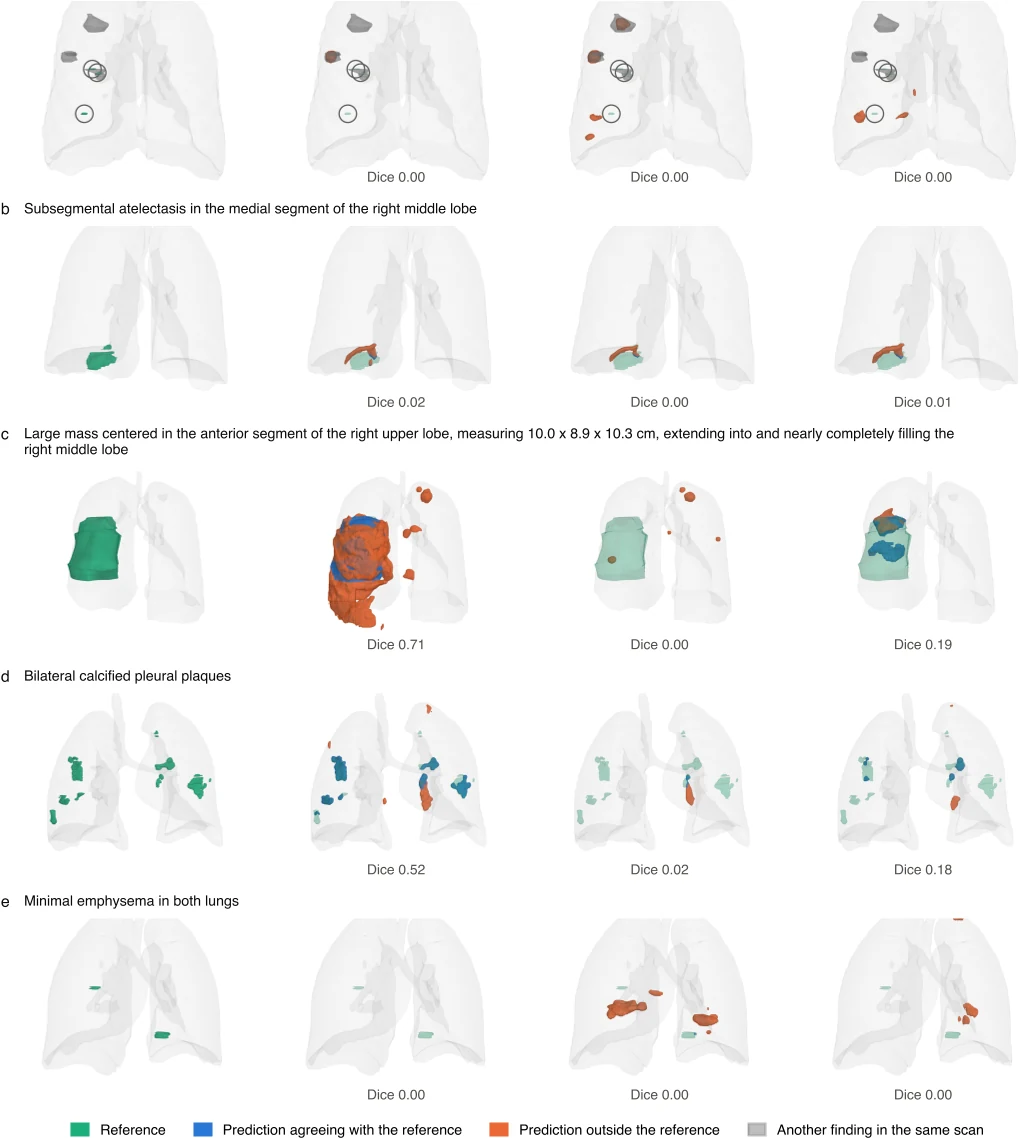 Dice 0.00 Dice 0.00 Dice 0.00
b Subsegmental atelectasis in the medial segment of the right middle lobe
Dice 0.02 Dice 0.00 Dice 0.01
c Large mass centered in the anterior segment of the right upper lobe, measuring 10.0 x 8.9 x 10.3 cm, extending into and nearly completely filling the
right middle lobe
Dice 0.71 Dice 0.00 Dice 0.19
d Bilateral calcified pleural plaques
Dice 0.52 Dice 0.02 Dice 0.18
e Minimal emphysema in both lungs
Dice 0.00 Dice 0.00 Dice 0.00
Reference Prediction agreeing with the reference Prediction outside the reference Another finding in the same scan